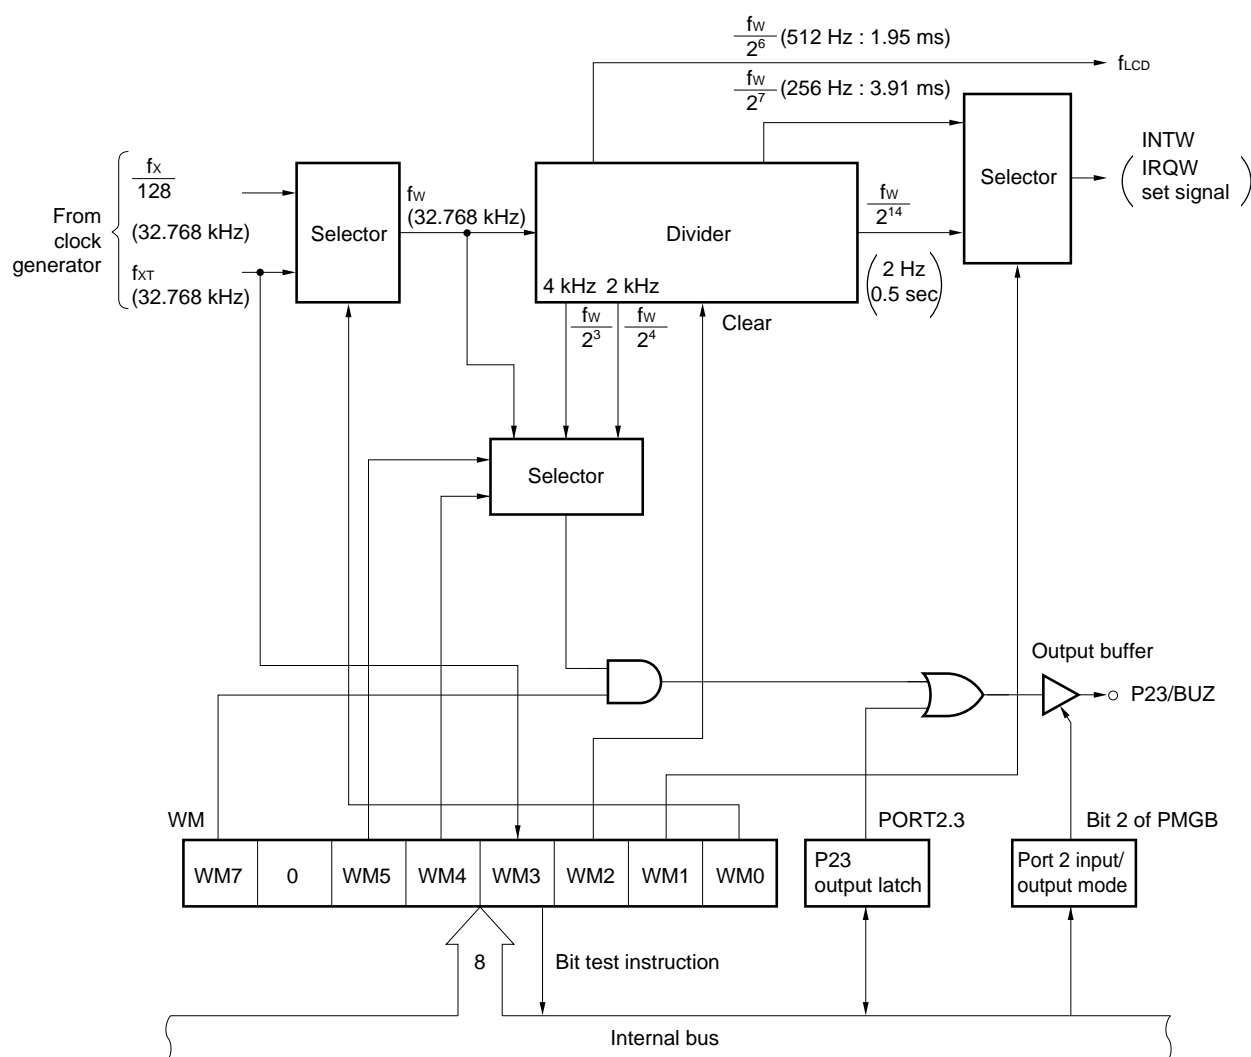 fW
2^6
(512 Hz : 1.95 ms)
fLCD
fW
2^7
(256 Hz : 3.91 ms)
From
clock
generator
fX
128
(32.768 kHz)
fXT
(32.768 kHz)
Selector
fW
(32.768 kHz)
Divider
4 kHz 2 kHz
fW
2^3
fW
2^4
Clear
fW
2^14
2 Hz
0.5 sec
Selector
INTW
IRQW
set signal
Selector
Output buffer
P23/BUZ
WM
PORT2.3
Bit 2 of PMGB
WM7 0 WM5 WM4 WM3 WM2 WM1 WM0
P23
output latch
Port 2 input/
output mode
8
Bit test instruction
Internal bus